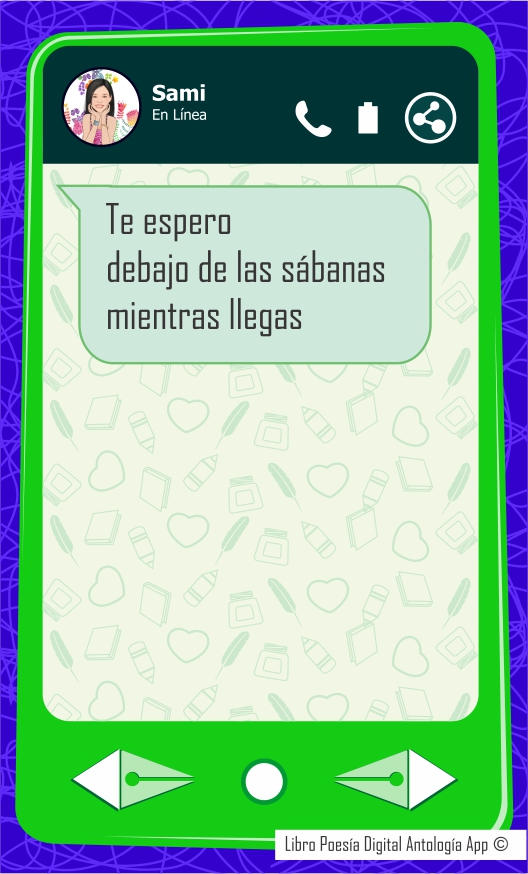 Sami
En Línea
Te espero
debajo de las sábanas
mientras llegas
Libro Poesía Digital Antología App ©